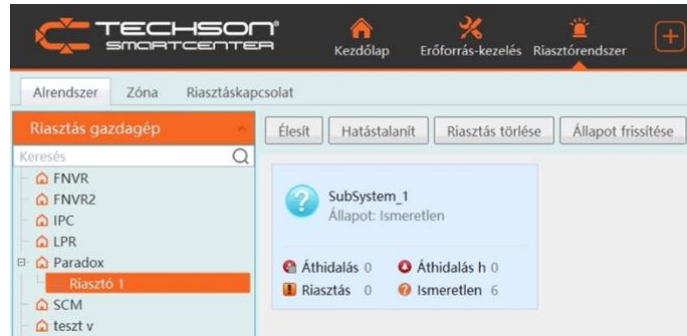 TECHSON®
SMARTCENTER
Kezdőlap
Erőforrás-kezelés
Riasztórendszer
Alrendszer
Zóna
Riasztáskapcsolat
Riasztás gazdagép
Keresés
FNVR
FNVR2
IPC
LPR
Paradox
Riasztó 1
SCM
teszt v
Élesít
Hatástalanít
Riasztás törlése
Állapot frissítése
SubSystem_1
Állapot: Ismeretlen
Áthidalás 0
Áthidalás h 0
Riasztás 0
Ismeretlen 6